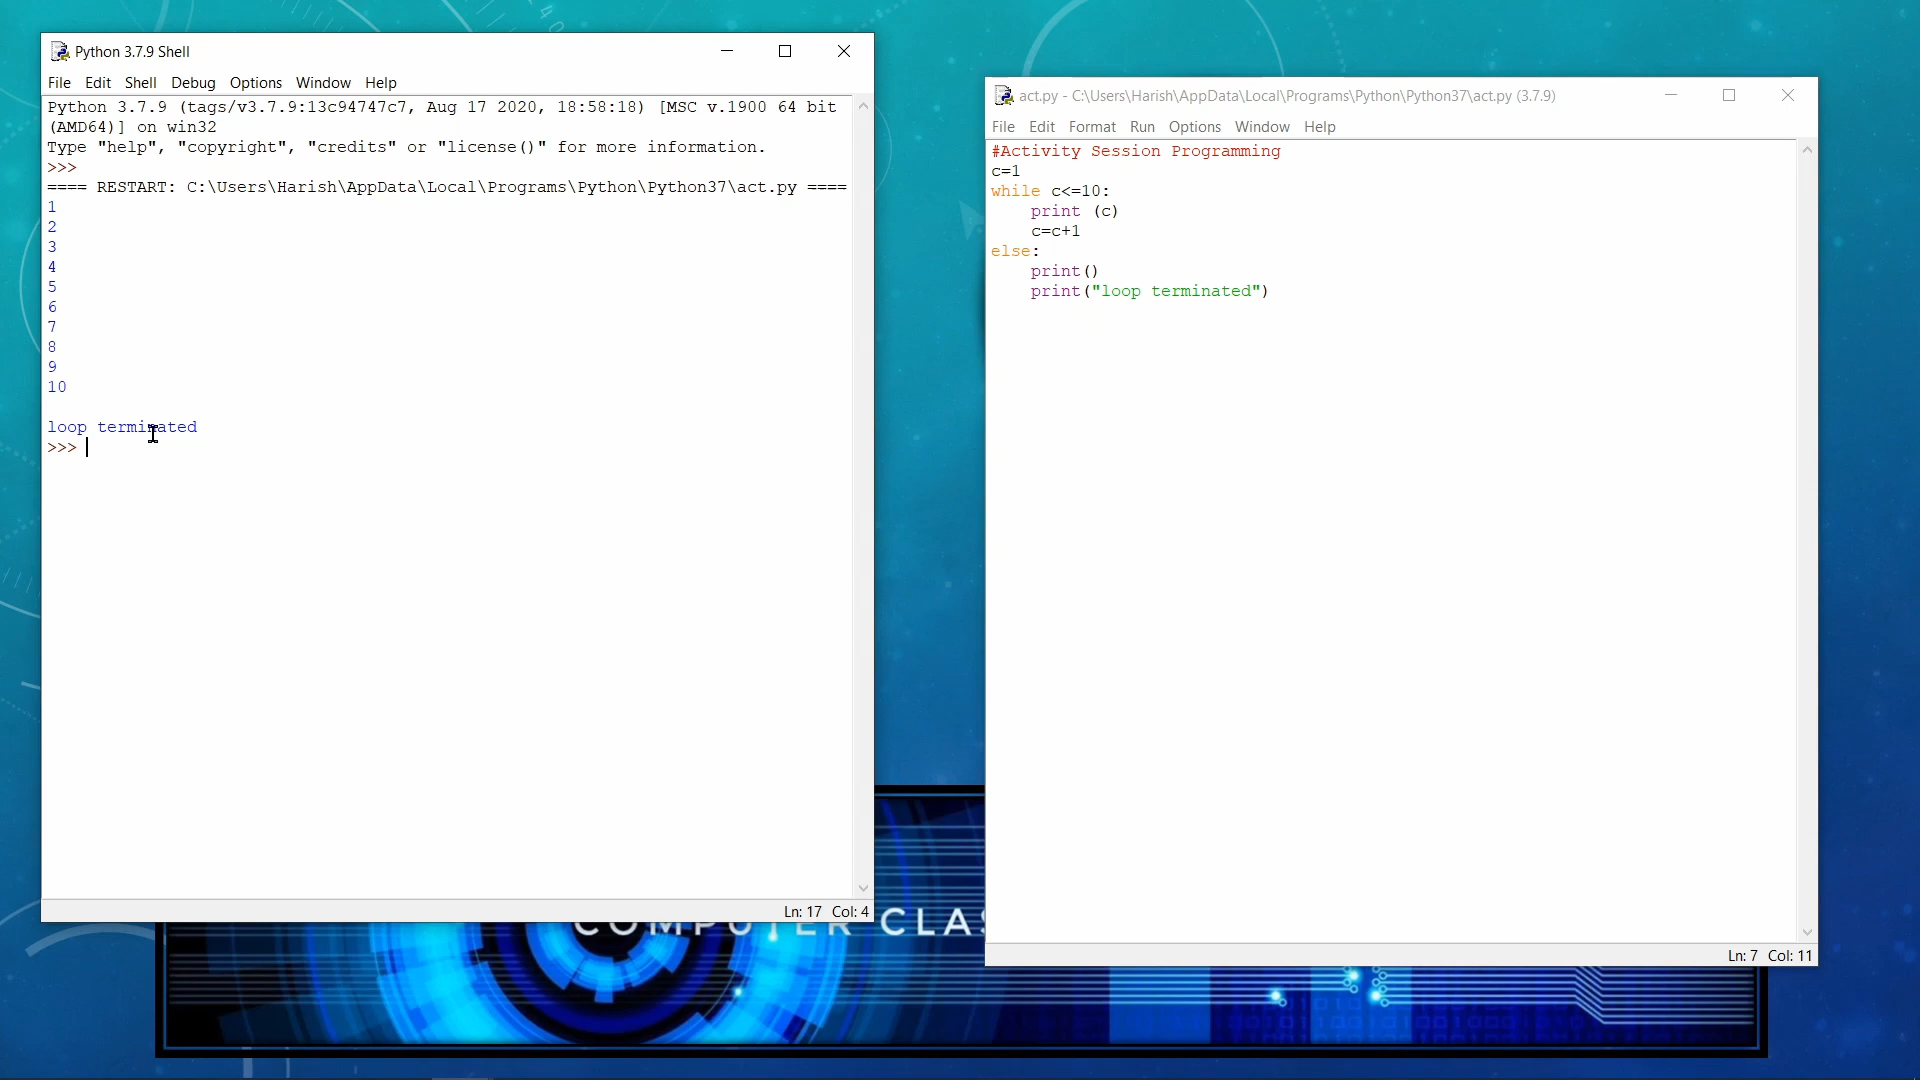 Python 3.7.9 Shell
File Edit Shell Debug Options Window Help
Python 3.7.9 (tags/v3.7.9:13c94747c7, Aug 17 2020, 18:58:18) [MSC v.1900 64 bit
(AMD64)] on win32
Type "help", "copyright", "credits" or "license()" for more information.
>>>
==== RESTART: C:\Users\Harish\AppData\Local\Programs\Python\Python37\act.py ====
1
2
3
4
5
6
7
8
9
10
loop terminated
>>>
Ln: 17 Col: 4
act.py - C:\Users\Harish\AppData\Local\Programs\Python\Python37\act.py (3.7.9)
File Edit Format Run Options Window Help
#Activity Session Programming
c=1
while c<=10:
    print (c)
    c=c+1
else:
    print()
    print("loop terminated")
Ln: 7 Col: 11
COMPUTER CLAS
40